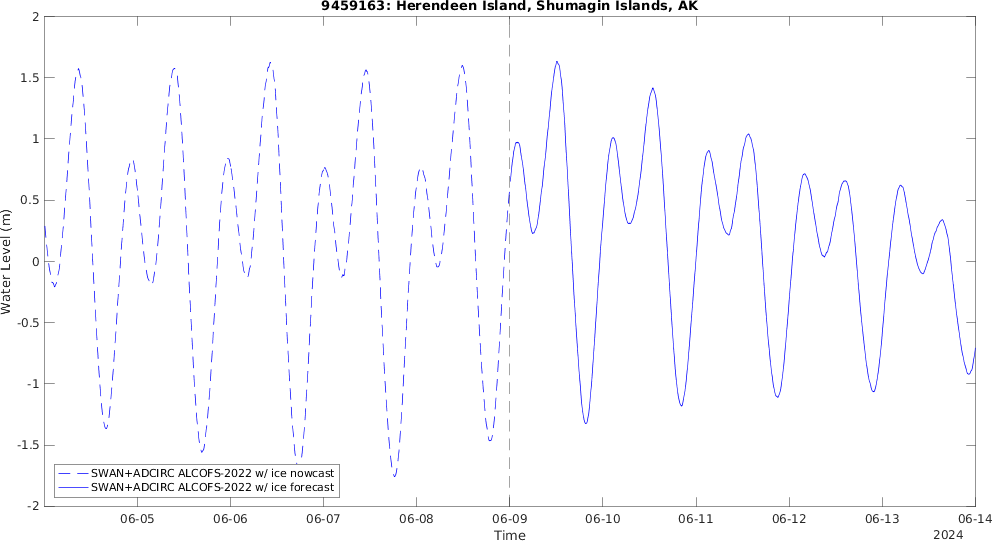 9459163: Herendeen Island, Shumagin Islands, AK
2
1.5
1
0.5
0
-0.5
-1
-1.5
-2
Water Level (m)
SWAN+ADCIRC ALCOFS-2022 w/ ice nowcast
SWAN+ADCIRC ALCOFS-2022 w/ ice forecast
06-05 06-06 06-07 06-08 06-09 06-10 06-11 06-12 06-13 06-14
Time
2024